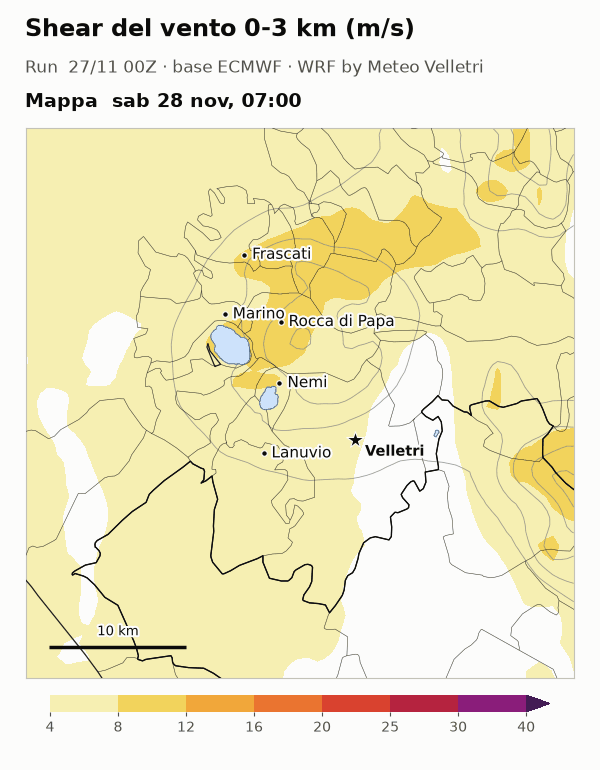 Shear del vento 0-3 km (m/s)
Run  27/11 00Z · base ECMWF · WRF by Meteo Velletri
Mappa  sab 28 nov, 07:00
Frascati
Marino
Rocca di Papa
Nemi
Velletri
Lanuvio
10 km
4 8 12 16 20 25 30 40